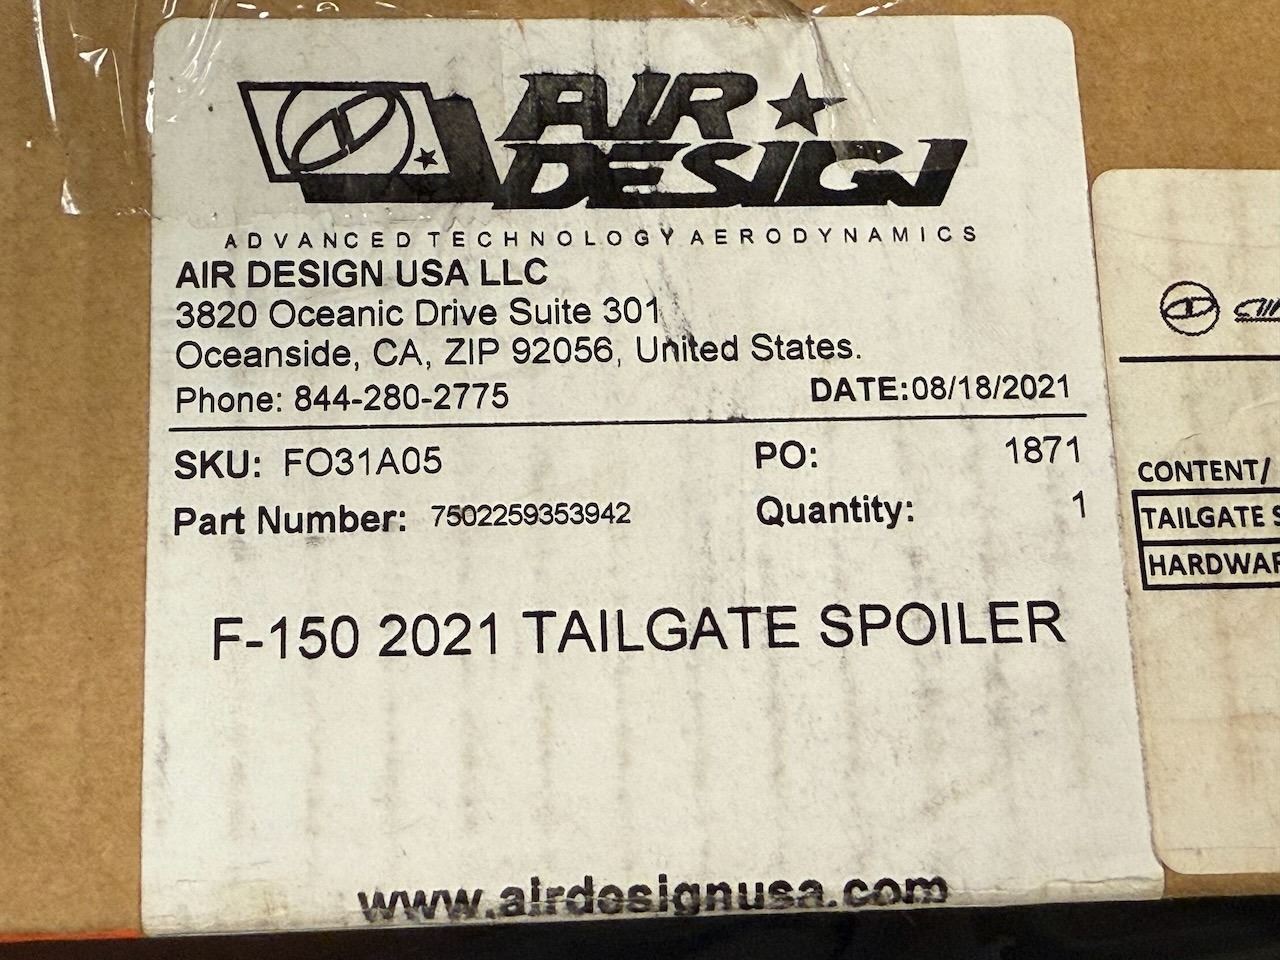 AIR DESIGN
ADVANCED TECHNOLOGY AERODYNAMICS
AIR DESIGN USA LLC
3820 Oceanic Drive Suite 301
Oceanside, CA, ZIP 92056, United States.
Phone: 844-280-2775 DATE:08/18/2021
SKU: FO31A05 PO: 1871
Part Number: 7502259353942 Quantity: 1
F-150 2021 TAILGATE SPOILER
www.airdesignusa.com
CONTENT/
TAILGATE S
HARDWAR